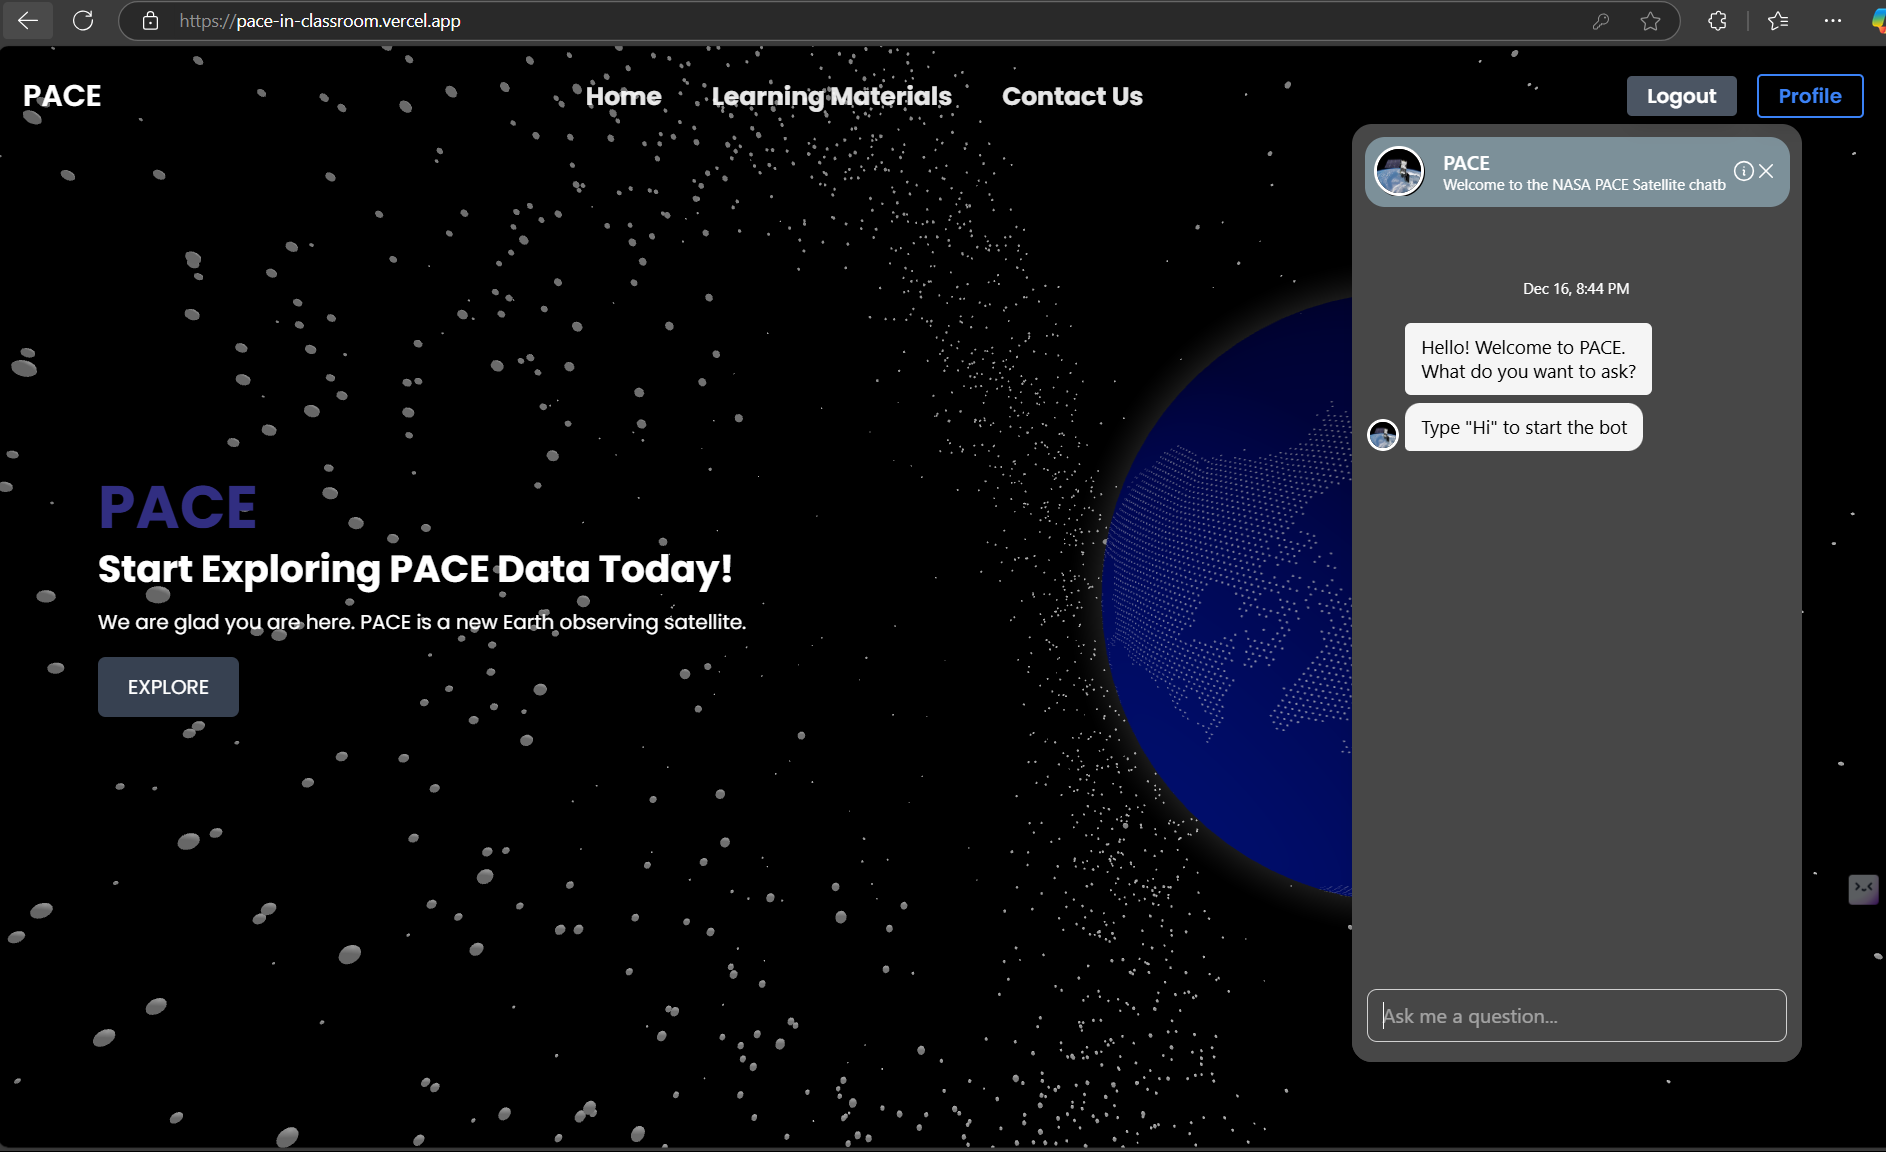 https://pace-in-classroom.vercel.app
PACE
Home
Learning Materials
Contact Us
Logout
Profile
PACE
Welcome to the NASA PACE Satellite chatb
Dec 16, 8:44 PM
Hello! Welcome to PACE.
What do you want to ask?
Type "Hi" to start the bot
PACE
Start Exploring PACE Data Today!
We are glad you are here. PACE is a new Earth observing satellite.
EXPLORE
Ask me a question...